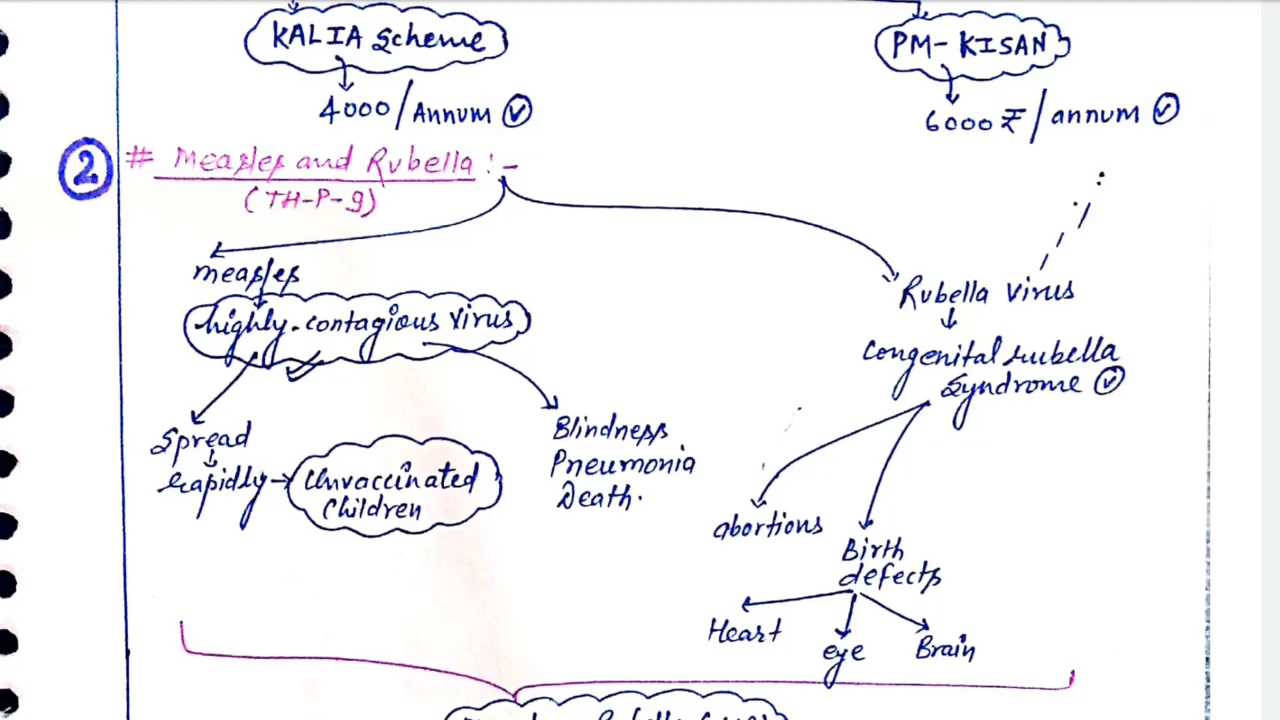 KALIA Scheme
PM-KISAN
4000/Annum
6000 ₹/annum
2
# Measles and Rubella :-
(TH-P-9)
measles
highly-contagious virus
Rubella virus
Congenital rubella
Syndrome
Spread
rapidly
Unvaccinated
Children
Blindness
Pneumonia
Death.
abortions
Birth
defects
Heart
eye
Brain